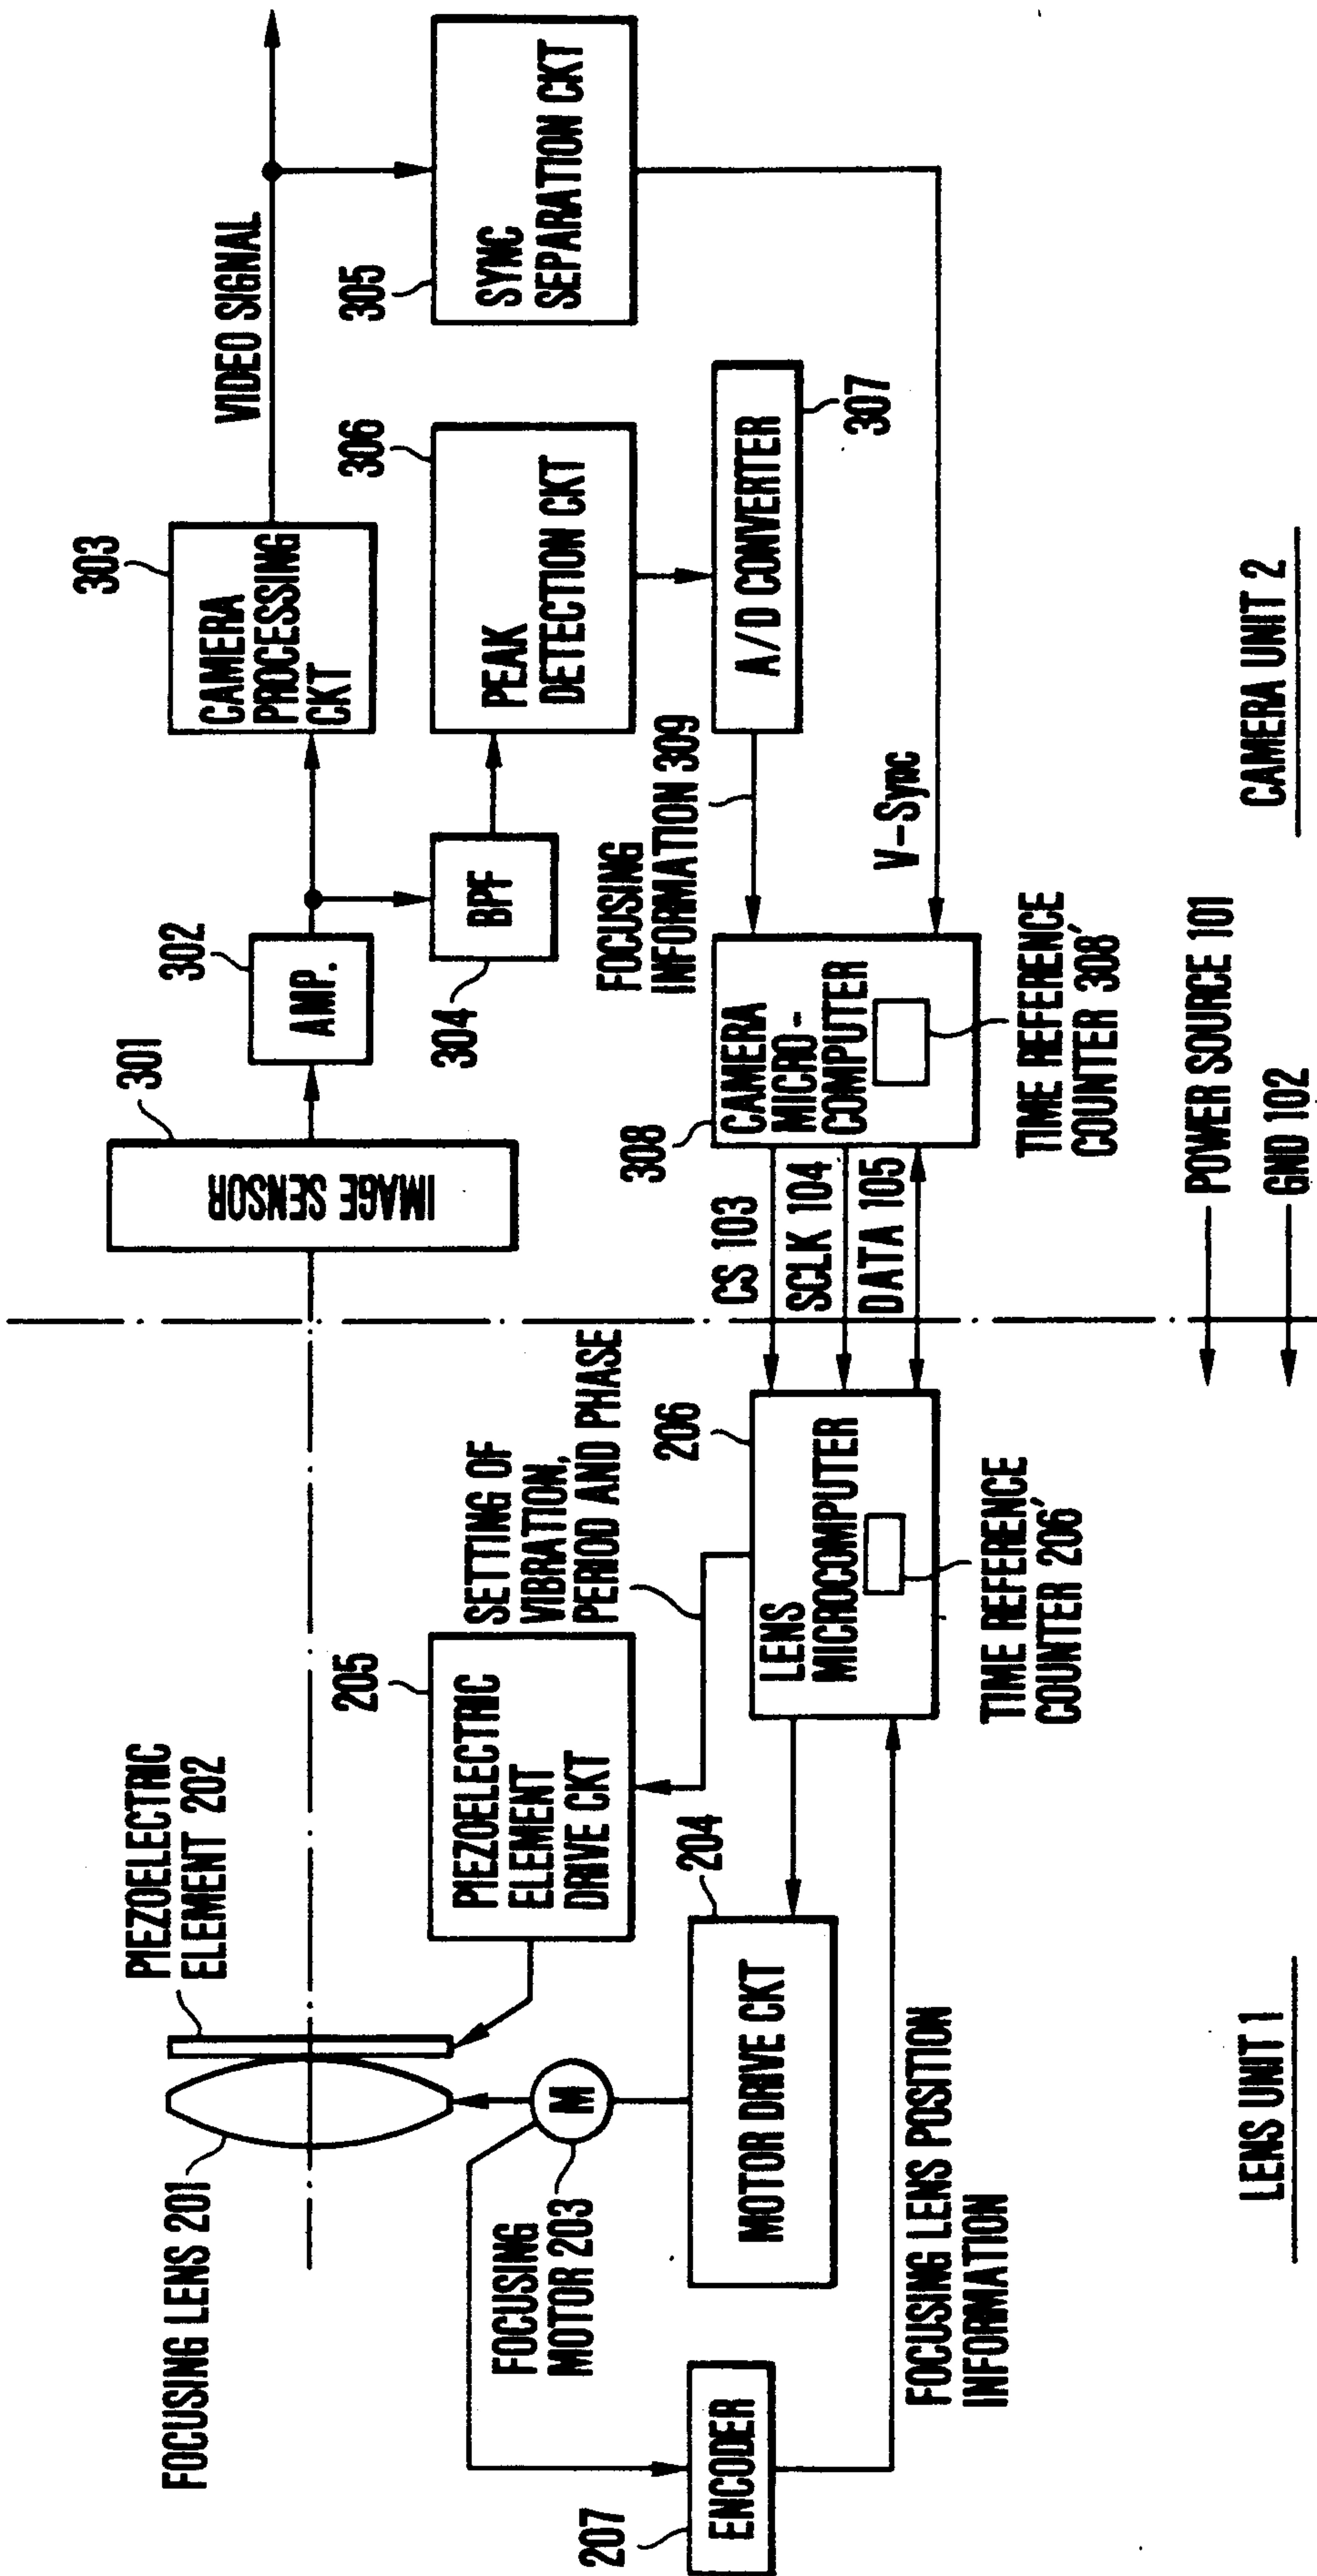 FOCUSING LENS 201
PIEZOELECTRIC
ELEMENT 202
301
IMAGE SENSOR
302
AMP.
303
CAMERA
PROCESSING
CKT
VIDEO SIGNAL
304
BPF
306
PEAK
DETECTION CKT
305
SYNC
SEPARATION CKT
FOCUSING
MOTOR 203
M
205
PIEZOELECTRIC
ELEMENT
DRIVE CKT
SETTING OF
VIBRATION,
PERIOD AND PHASE
207
ENCODER
204
MOTOR DRIVE CKT
206
LENS
MICROCOMPUTER
TIME REFERENCE
COUNTER 206'
CS 103
SCLK 104
DATA 105
308
CAMERA
MICRO-
COMPUTER
TIME REFERENCE
COUNTER 308'
FOCUSING
INFORMATION 309
A/D CONVERTER
307
V-Sync
FOCUSING LENS POSITION
INFORMATION
POWER SOURCE 101
GND 102
LENS UNIT 1
CAMERA UNIT 2